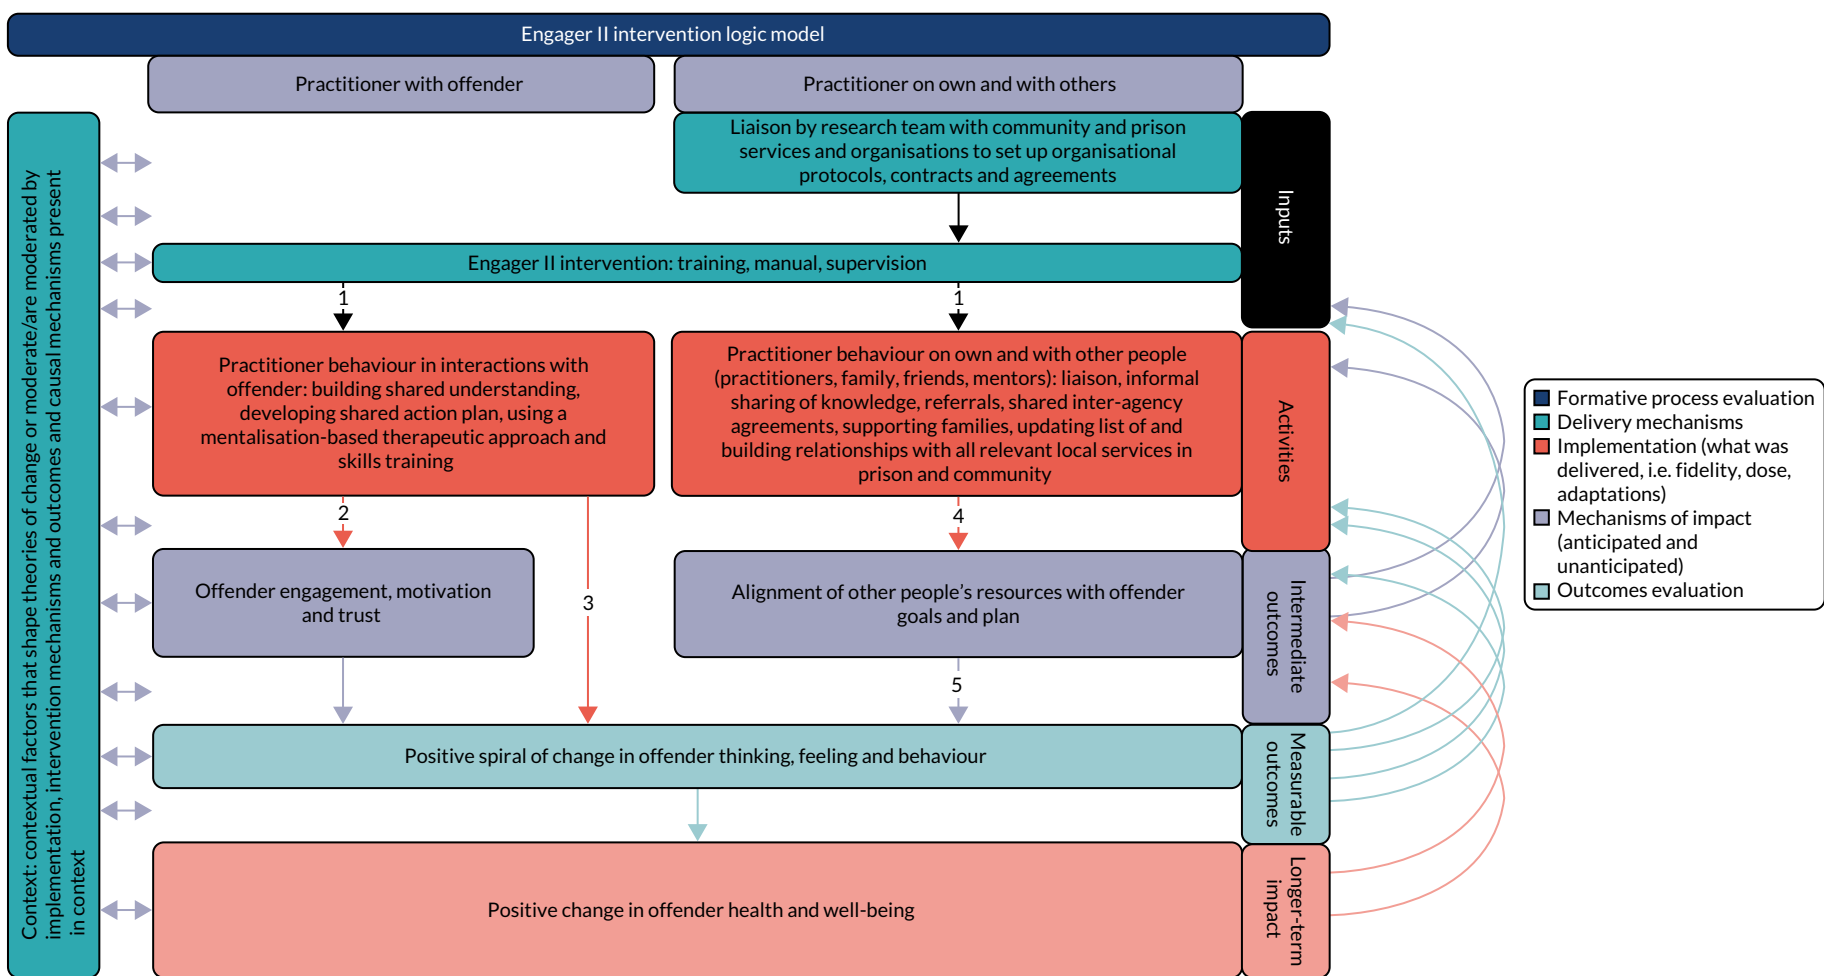 Engager II intervention logic model
Practitioner with offender
Practitioner on own and with others
Context: contextual factors that shape theories of change or moderate/are moderated by
implementation, intervention mechanisms and outcomes and causal mechanisms present
in context
Liaison by research team with community and prison
services and organisations to set up organisational
protocols, contracts and agreements
Inputs
Engager II intervention: training, manual, supervision
1
1
Practitioner behaviour in interactions with
offender: building shared understanding,
developing shared action plan, using a
mentalisation-based therapeutic approach and
skills training
Practitioner behaviour on own and with other people
(practitioners, family, friends, mentors): liaison, informal
sharing of knowledge, referrals, shared inter-agency
agreements, supporting families, updating list of and
building relationships with all relevant local services in
prison and community
Activities
2
3
4
Offender engagement, motivation
and trust
Alignment of other people’s resources with offender
goals and plan
Intermediate
outcomes
5
Positive spiral of change in offender thinking, feeling and behaviour
Measurable
outcomes
Positive change in offender health and well-being
Longer-term
impact
Formative process evaluation
Delivery mechanisms
Implementation (what was
delivered, i.e. fidelity, dose,
adaptations)
Mechanisms of impact
(anticipated and
unanticipated)
Outcomes evaluation